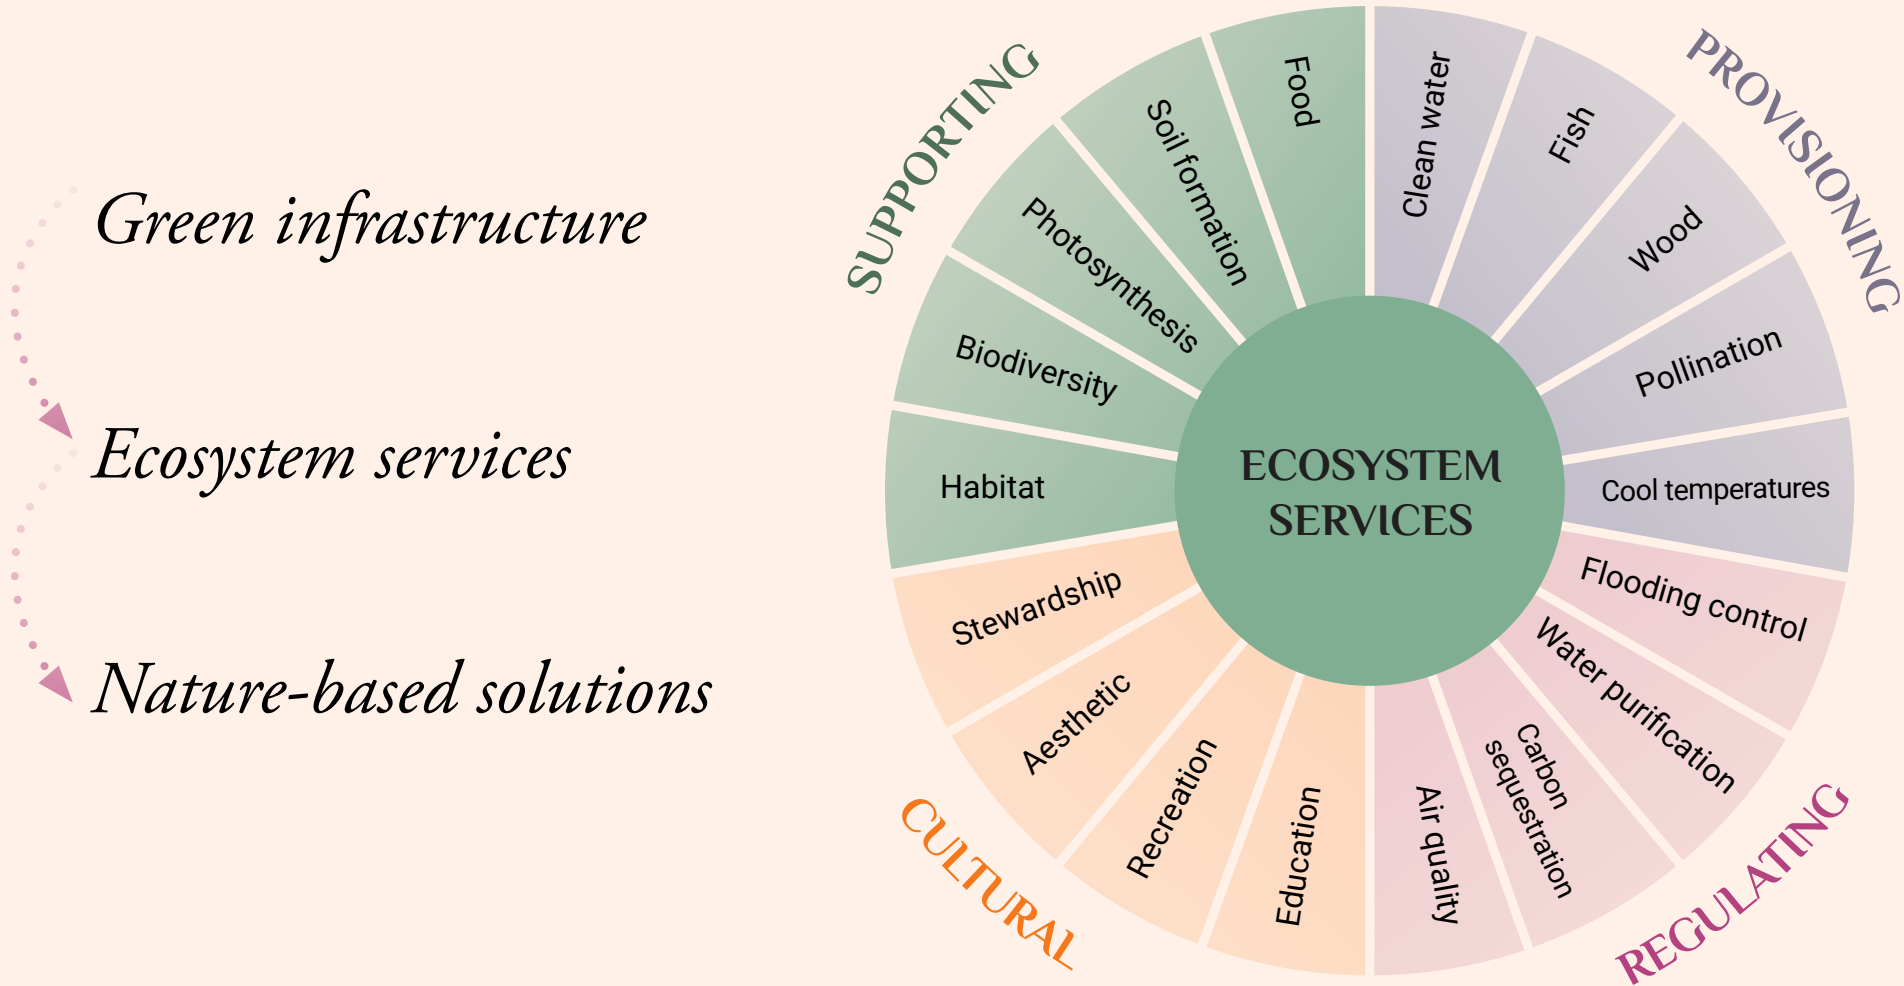 Green infrastructure
Ecosystem services
Nature-based solutions
SUPPORTING
Food
Soil formation
Photosynthesis
Biodiversity
Habitat
PROVISIONING
Clean water
Fish
Wood
Pollination
Cool temperatures
ECOSYSTEM
SERVICES
CULTURAL
Stewardship
Aesthetic
Recreation
Education
REGULATING
Flooding control
Water purification
Carbon
sequestration
Air quality